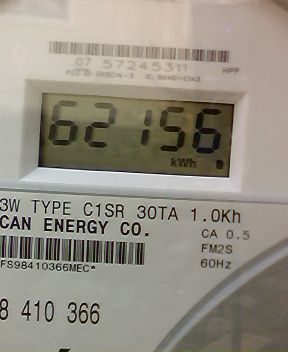 07 57245311 HPP
62156
kWh
3W TYPE C1SR 30TA 1.0Kh
CAN ENERGY CO. CA 0.5
FM2S
FS98410366MEC* 60Hz
8 410 366